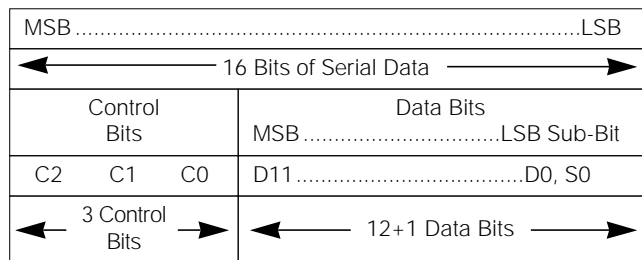 MSB.......................................................................LSB
16 Bits of Serial Data
Control
Bits
Data Bits
MSB................................LSB Sub-Bit
C2 C1 C0
D11.....................................D0, S0
3 Control
Bits
12+1 Data Bits